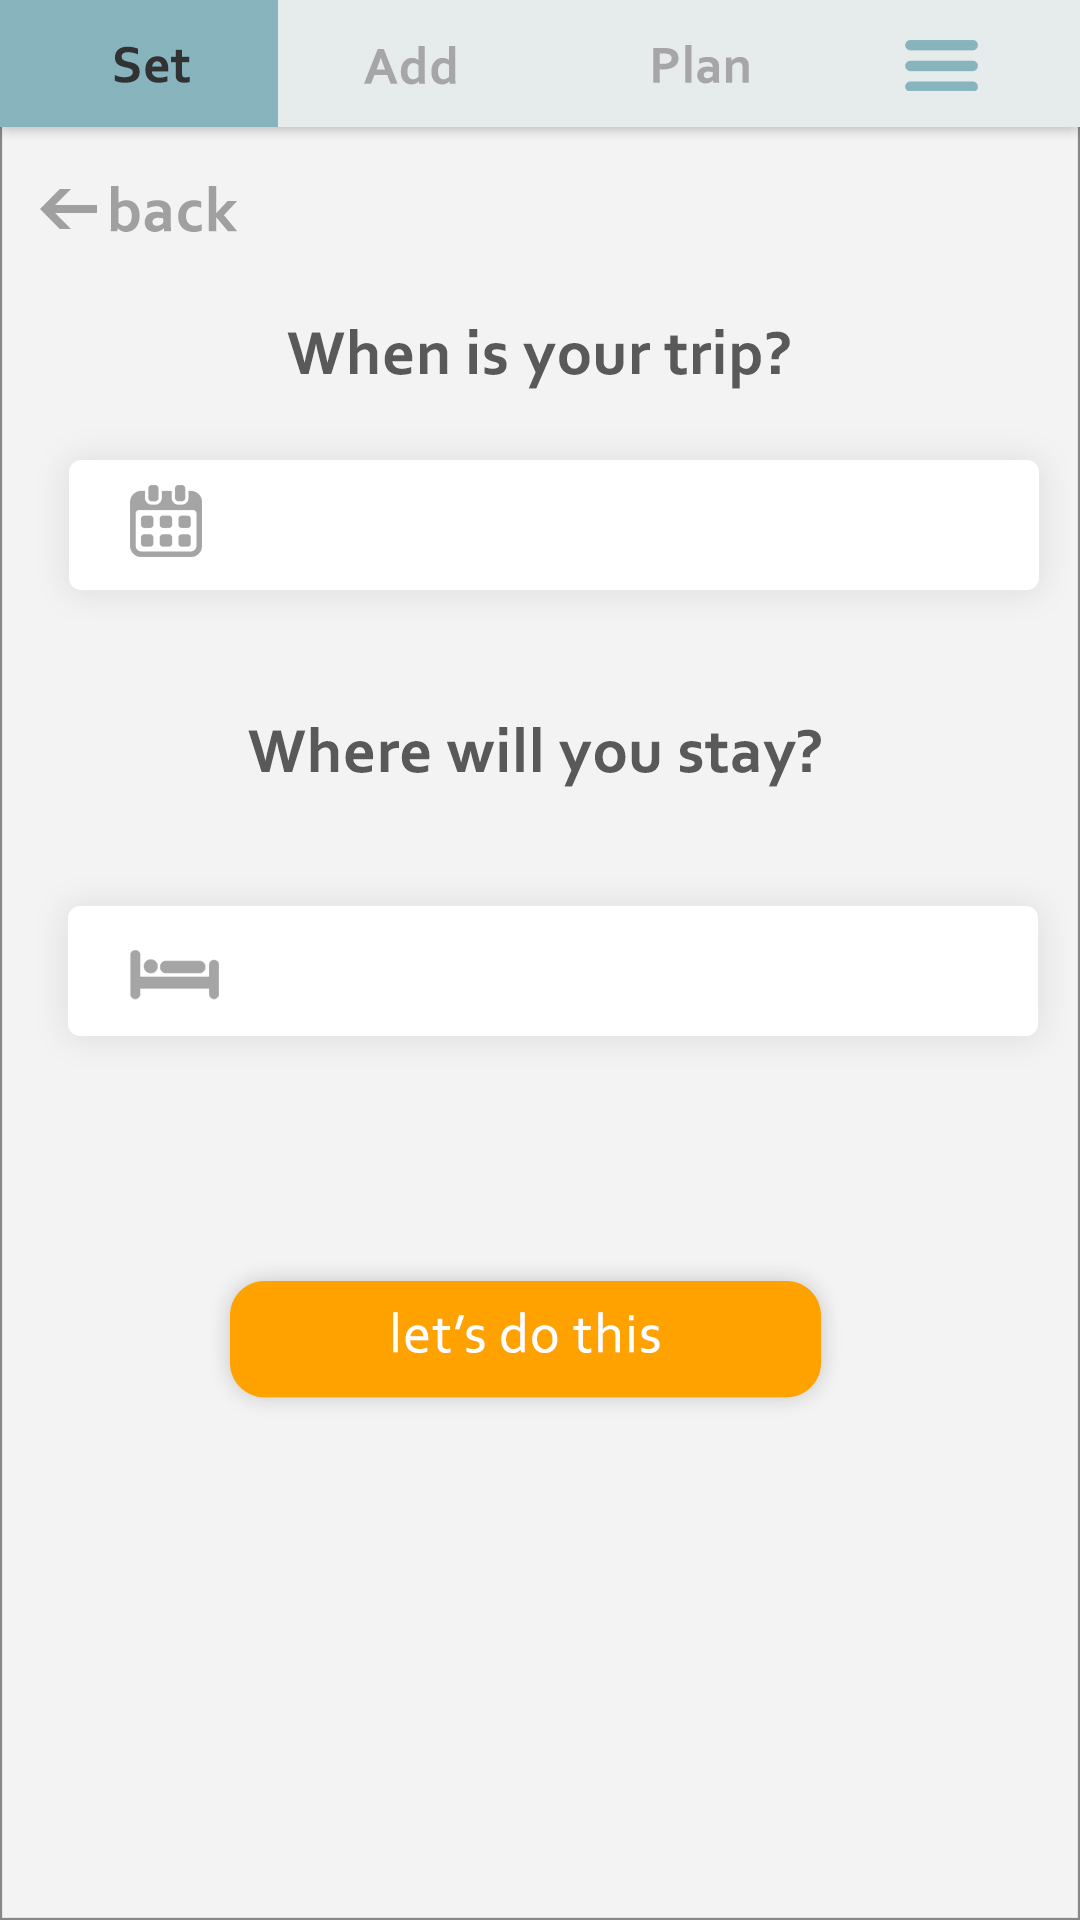 Set Add Plan
back
When is your trip?
Where will you stay?
let’s do this